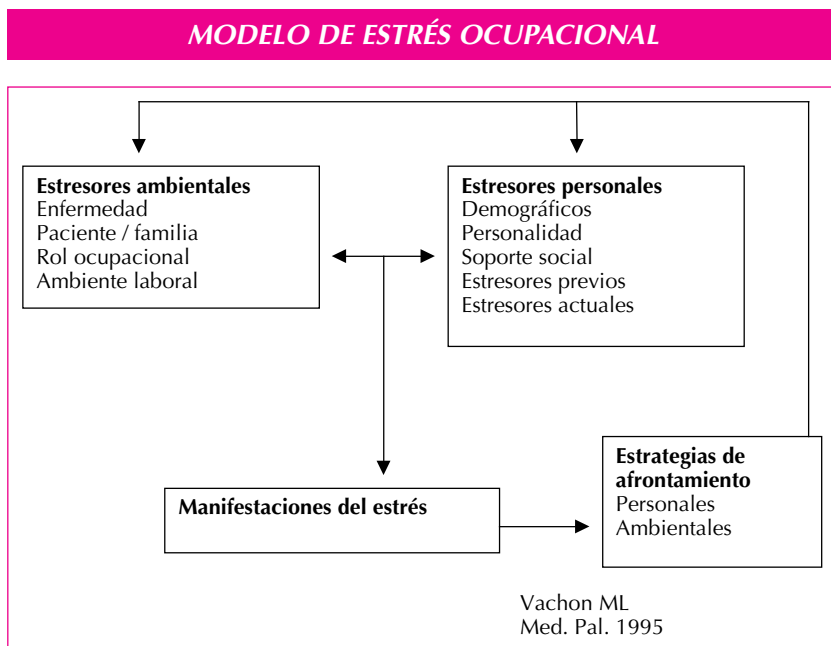 MODELO DE ESTRÉS OCUPACIONAL
Estresores ambientales
Enfermedad
Paciente / familia
Rol ocupacional
Ambiente laboral
Estresores personales
Demográficos
Personalidad
Soporte social
Estresores previos
Estresores actuales
Manifestaciones del estrés
Estrategias de
afrontamiento
Personales
Ambientales
Vachon ML
Med. Pal. 1995